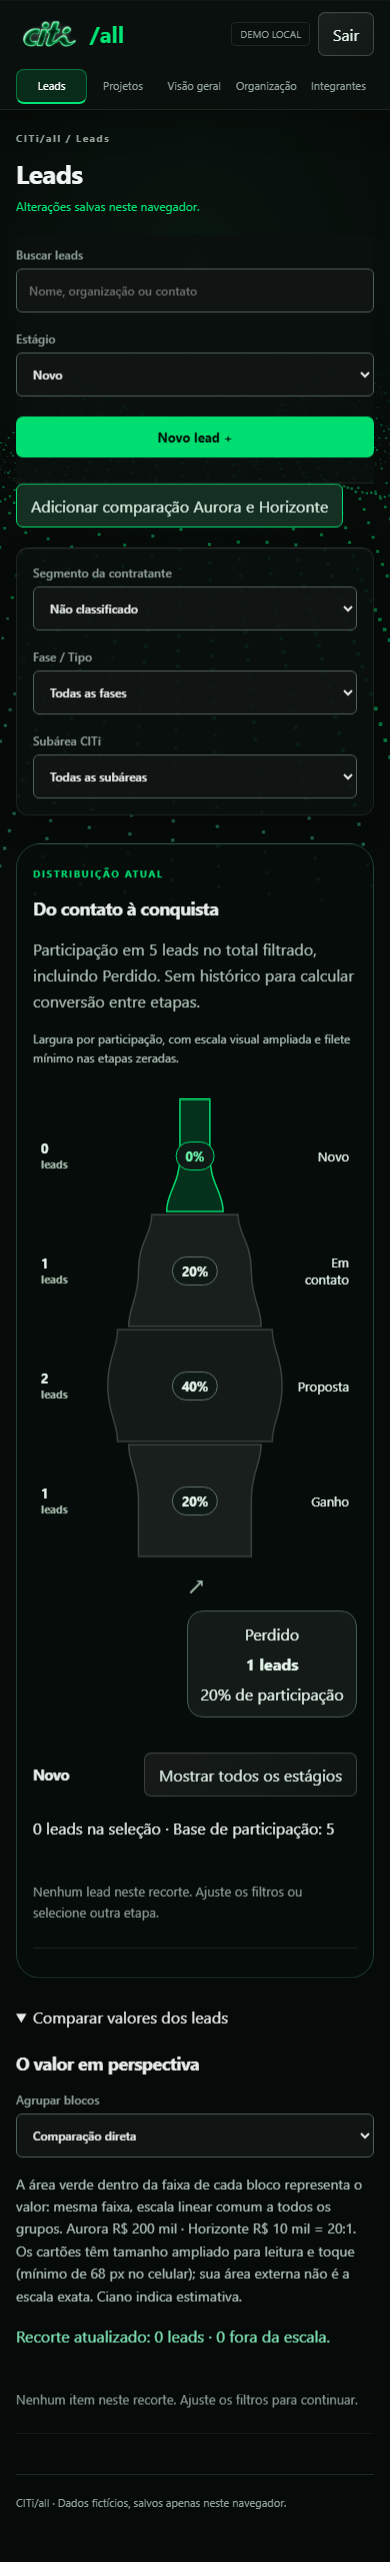 citi /all
DEMO LOCAL
Sair
Leads
Projetos
Visão geral
Organização
Integrantes
CITi/all / Leads
Leads
Alterações salvas neste navegador.
Buscar leads
Nome, organização ou contato
Estágio
Novo
Novo lead +
Adicionar comparação Aurora e Horizonte
Segmento da contratante
Não classificado
Fase / Tipo
Todas as fases
Subárea CITi
Todas as subáreas
DISTRIBUIÇÃO ATUAL
Do contato à conquista
Participação em 5 leads no total filtrado,
incluindo Perdido. Sem histórico para calcular
conversão entre etapas.
Largura por participação, com escala visual ampliada e filete
mínimo nas etapas zeradas.
0
leads
0%
Novo
1
leads
20%
Em
contato
2
leads
40%
Proposta
1
leads
20%
Ganho
↗
Perdido
1 leads
20% de participação
Novo
Mostrar todos os estágios
0 leads na seleção · Base de participação: 5
Nenhum lead neste recorte. Ajuste os filtros ou
selecione outra etapa.
▼ Comparar valores dos leads
O valor em perspectiva
Agrupar blocos
Comparação direta
A área verde dentro da faixa de cada bloco representa o
valor: mesma faixa, escala linear comum a todos os
grupos. Aurora R$ 200 mil · Horizonte R$ 10 mil = 20:1.
Os cartões têm tamanho ampliado para leitura e toque
(mínimo de 68 px no celular); sua área externa não é a
escala exata. Ciano indica estimativa.
Recorte atualizado: 0 leads · 0 fora da escala.
Nenhum item neste recorte. Ajuste os filtros para continuar.
CITi/all · Dados fictícios, salvos apenas neste navegador.